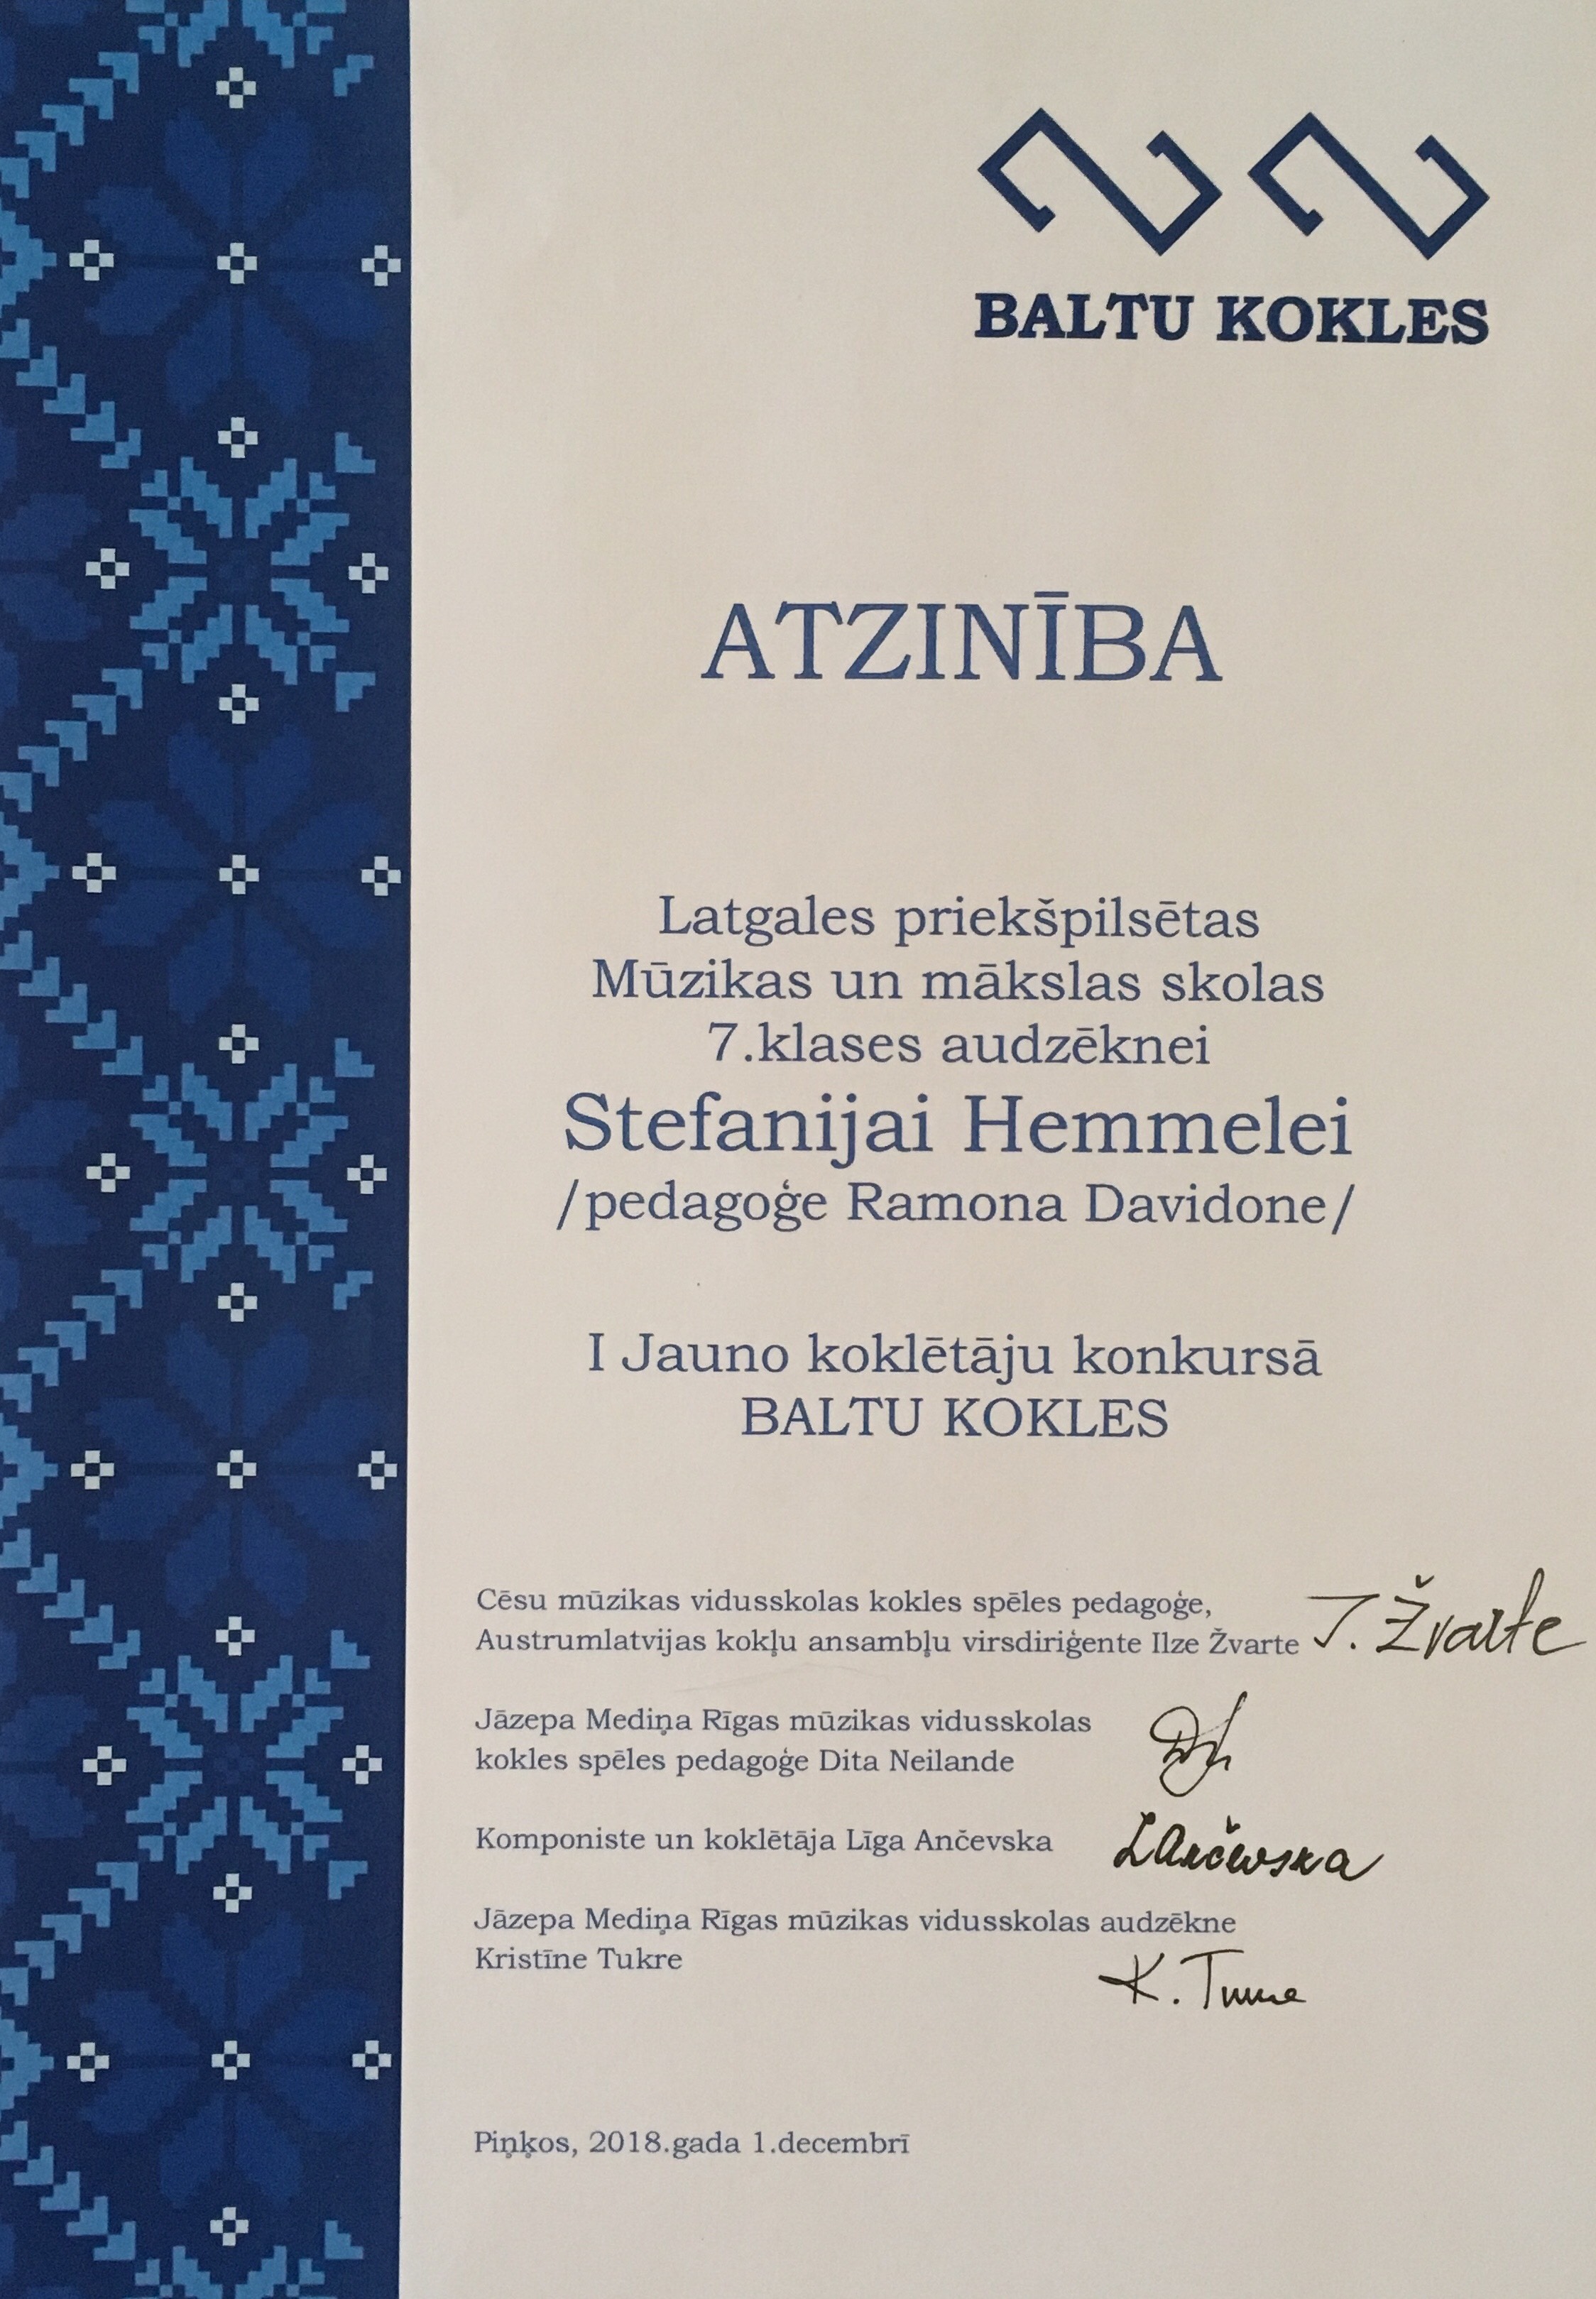 BALTU KOKLES
ATZINĪBA
Latgales priekšpilsētas
Mūzikas un mākslas skolas
7.klases audzēknei
Stefanijai Hemmelei
/pedagoģe Ramona Davidone/
I Jauno koklētāju konkursā
BALTU KOKLES
Cēsu mūzikas vidusskolas kokles spēles pedagoģe,
Austrumlatvijas kokļu ansambļu virsdiriģente Ilze Žvarte I. Žvarte
Jāzepa Mediņa Rīgas mūzikas vidusskolas
kokles spēles pedagoģe Dita Neilande
Komponiste un koklētāja Līga Ančevska LAnčevska
Jāzepa Mediņa Rīgas mūzikas vidusskolas audzēkne
Kristīne Tukre
K.
Piņķos, 2018.gada 1.decembrī